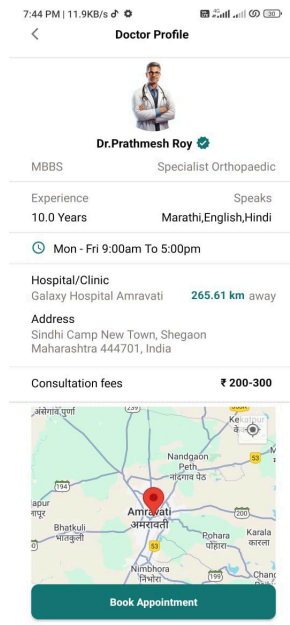 7:44 PM | 11.9KB/s
4G
30
Doctor Profile
Dr.Prathmesh Roy
MBBS Specialist Orthopaedic
Experience Speaks
10.0 Years Marathi,English,Hindi
Mon - Fri 9:00am To 5:00pm
Hospital/Clinic
Galaxy Hospital Amravati 265.61 km away
Address
Sindhi Camp New Town, Shegaon
Maharashtra 444701, India
Consultation fees ₹ 200-300
अंसेगाव पुर्णा
Kekatpur
53
Nandgaon
Peth
नांदगाव पेठ
194
Amravati
अमरावती
200
Bhatkuli
भातकुली
53
Pohara
पोहारा
Karala
कारला
Nimbhora
निंभोरा
199
Book Appointment